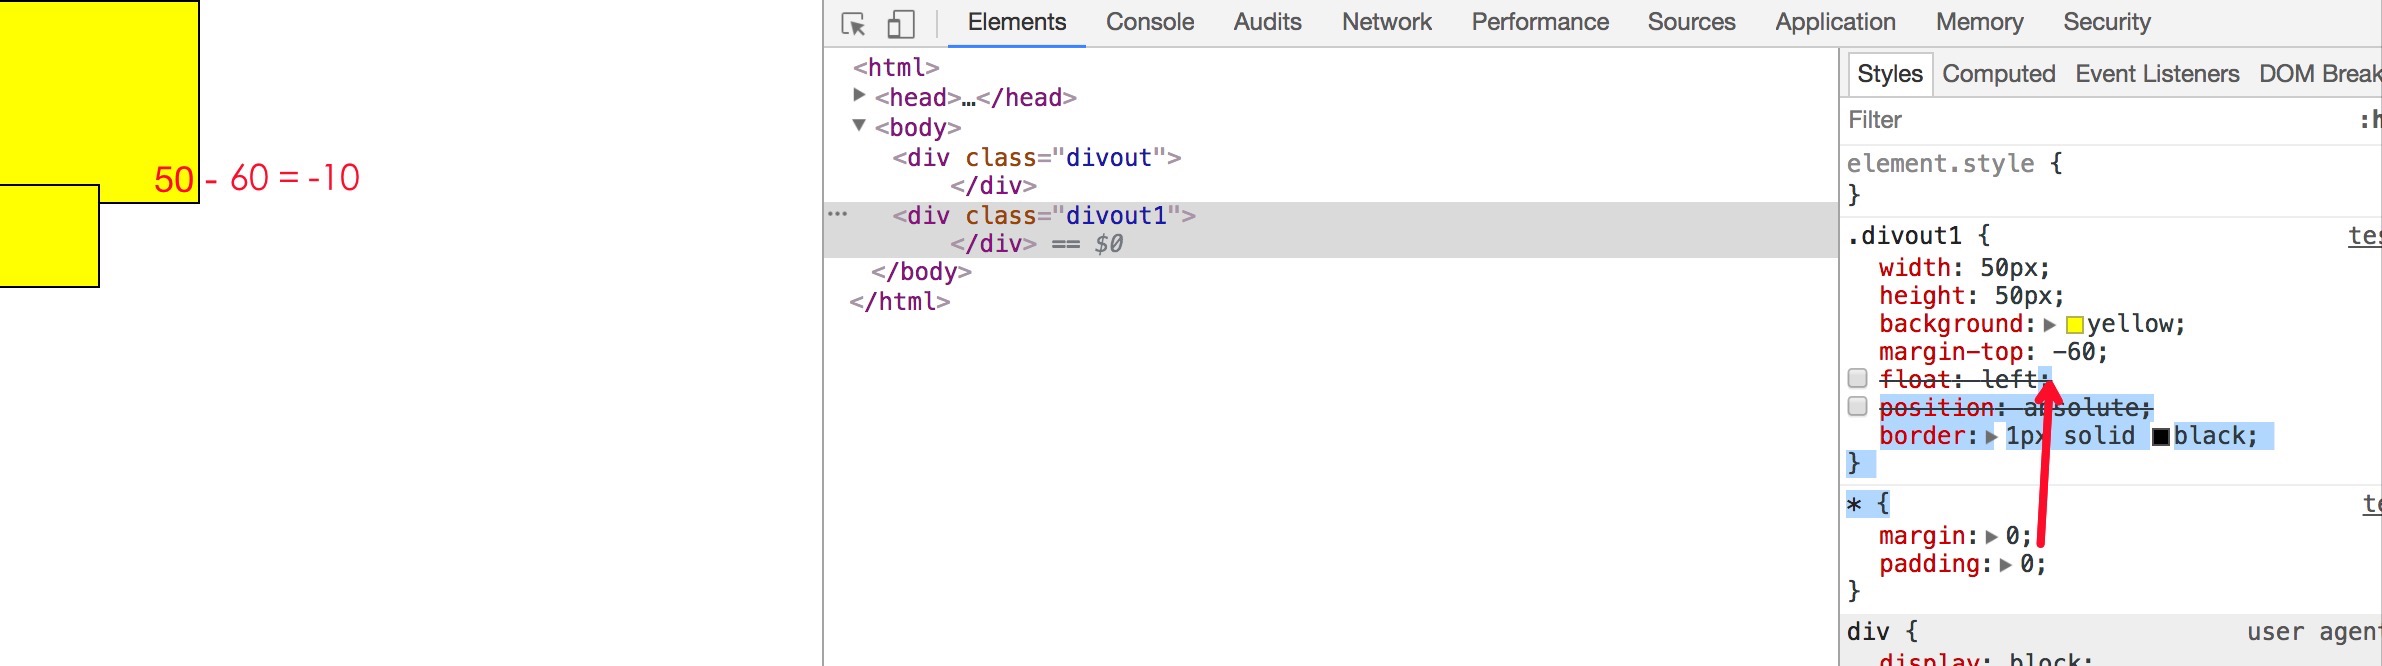 50 - 60 = -10
Elements Console Audits Network Performance Sources Application Memory Security
<html>
▶ <head>…</head>
▼ <body>
<div class="divout">
</div>
… <div class="divout1">
</div> == $0
</body>
</html>
Styles Computed Event Listeners DOM Break
Filter :h
element.style {
}
.divout1 { tes
width: 50px;
height: 50px;
background: ▶ yellow;
margin-top: -60;
float: left;
position: absolute;
border: ▶ 1px solid black;
}
* { te
margin: ▶ 0;
padding: ▶ 0;
}
div { user agent
display: block;